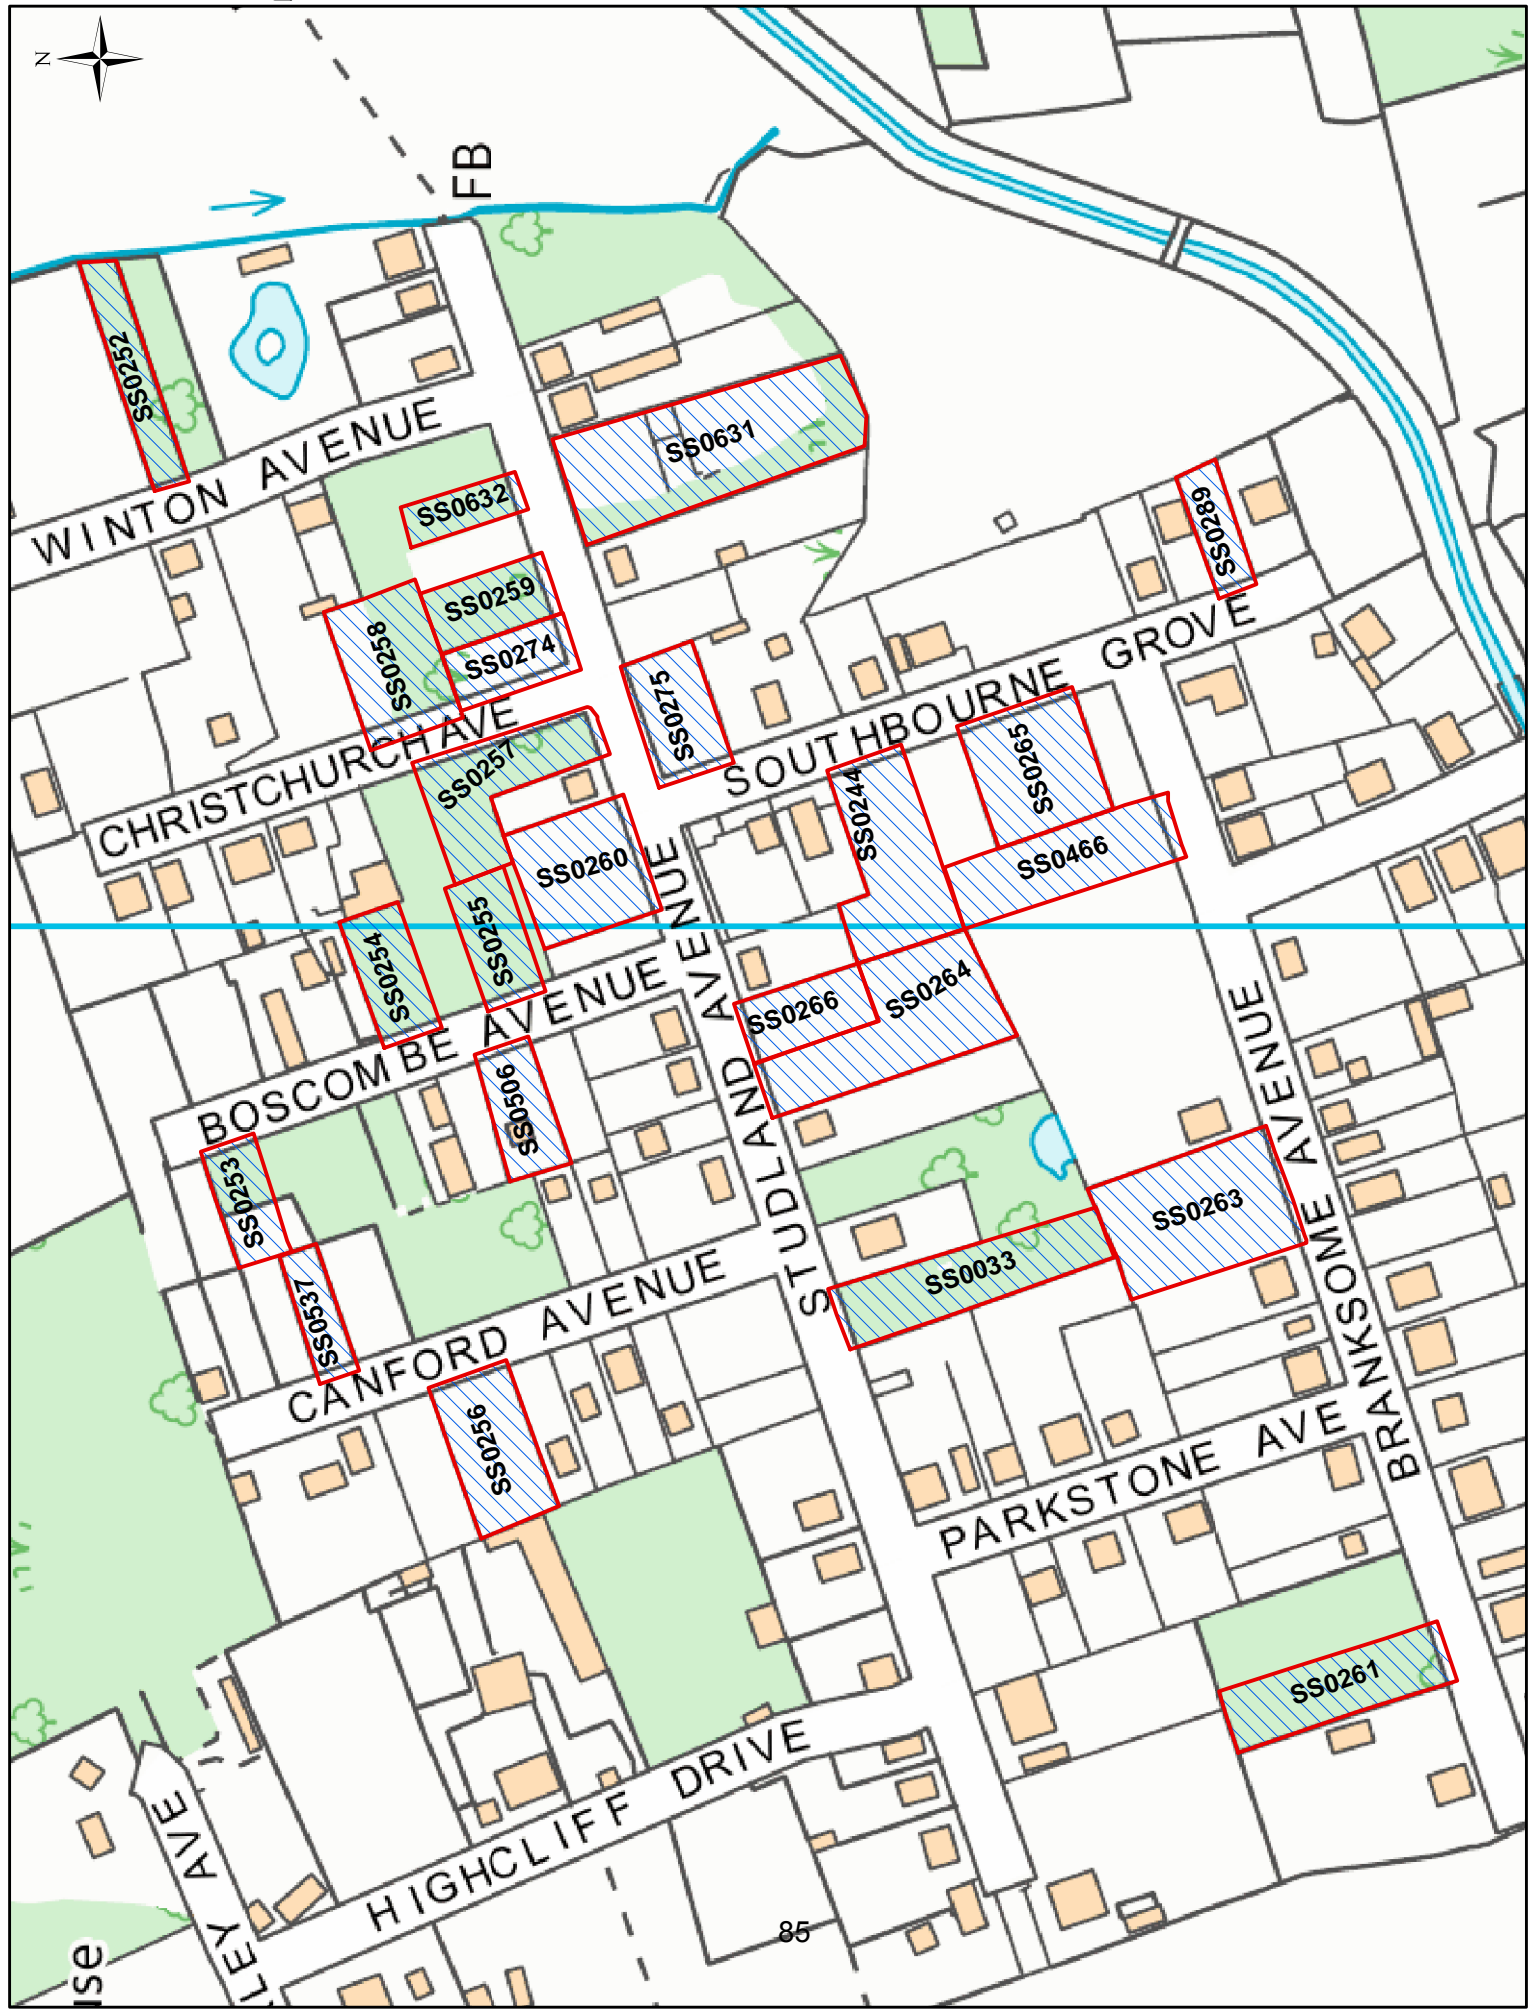 N
FB
SS0252
WINTON AVENUE
SS0631
SS0632
SS0289
SS0259
SS0258
SS0274
SS0275
SOUTHBOURNE GROVE
CHRISTCHURCH AVE
SS0257
SS0244
SS0265
SS0466
SS0260
SS0255
SS0254
BOSCOMBE AVENUE
SS0266
SS0264
STUDLAND AVENUE
SS0506
SS0253
SS0537
SS0263
SS0033
CANFORD AVENUE
SS0256
BRANKSOME AVENUE
PARKSTONE AVE
SS0261
HIGHCLIFF DRIVE
LEY AVE
use
85